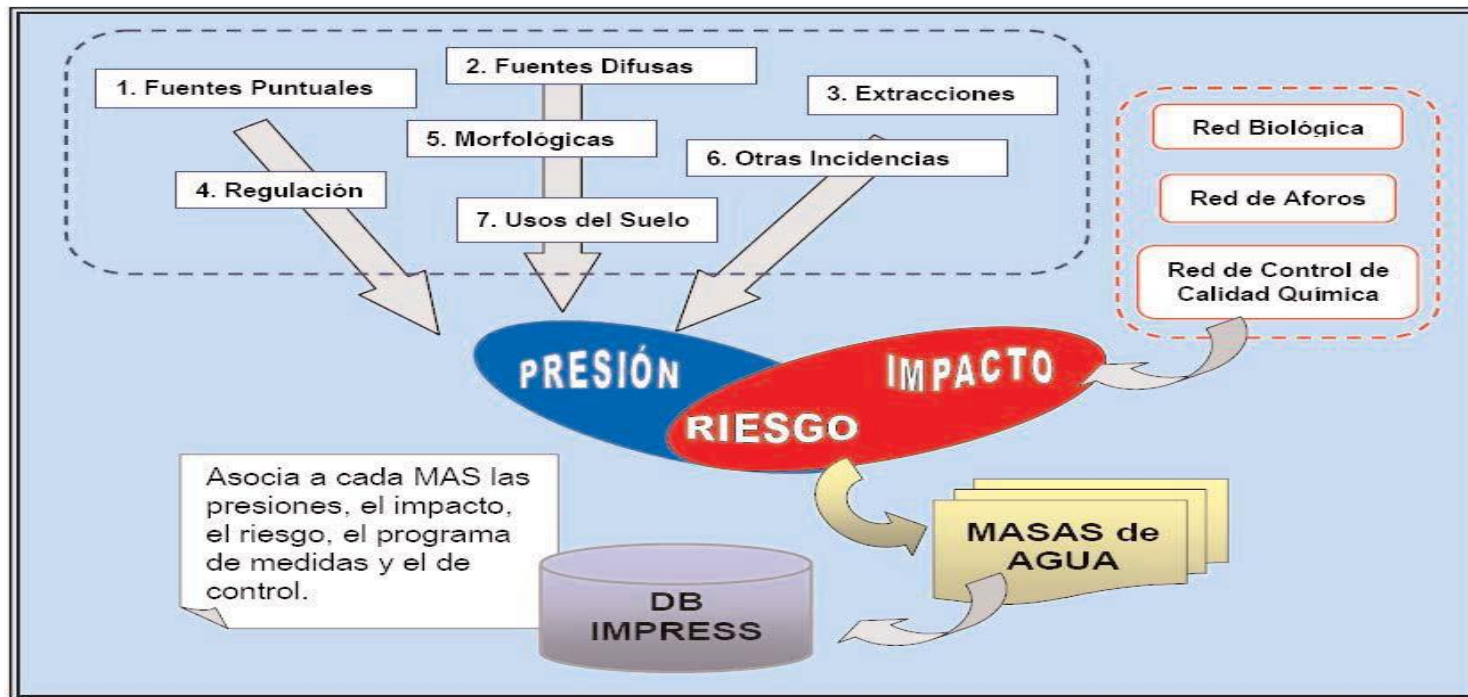 1. Fuentes Puntuales
2. Fuentes Difusas
3. Extracciones
4. Regulación
5. Morfológicas
6. Otras Incidencias
7. Usos del Suelo
Red Biológica
Red de Aforos
Red de Control de
Calidad Química
PRESIÓN
IMPACTO
RIESGO
Asocia a cada MAS las
presiones, el impacto,
el riesgo, el programa
de medidas y el de
control.
MASAS de
AGUA
DB
IMPRESS